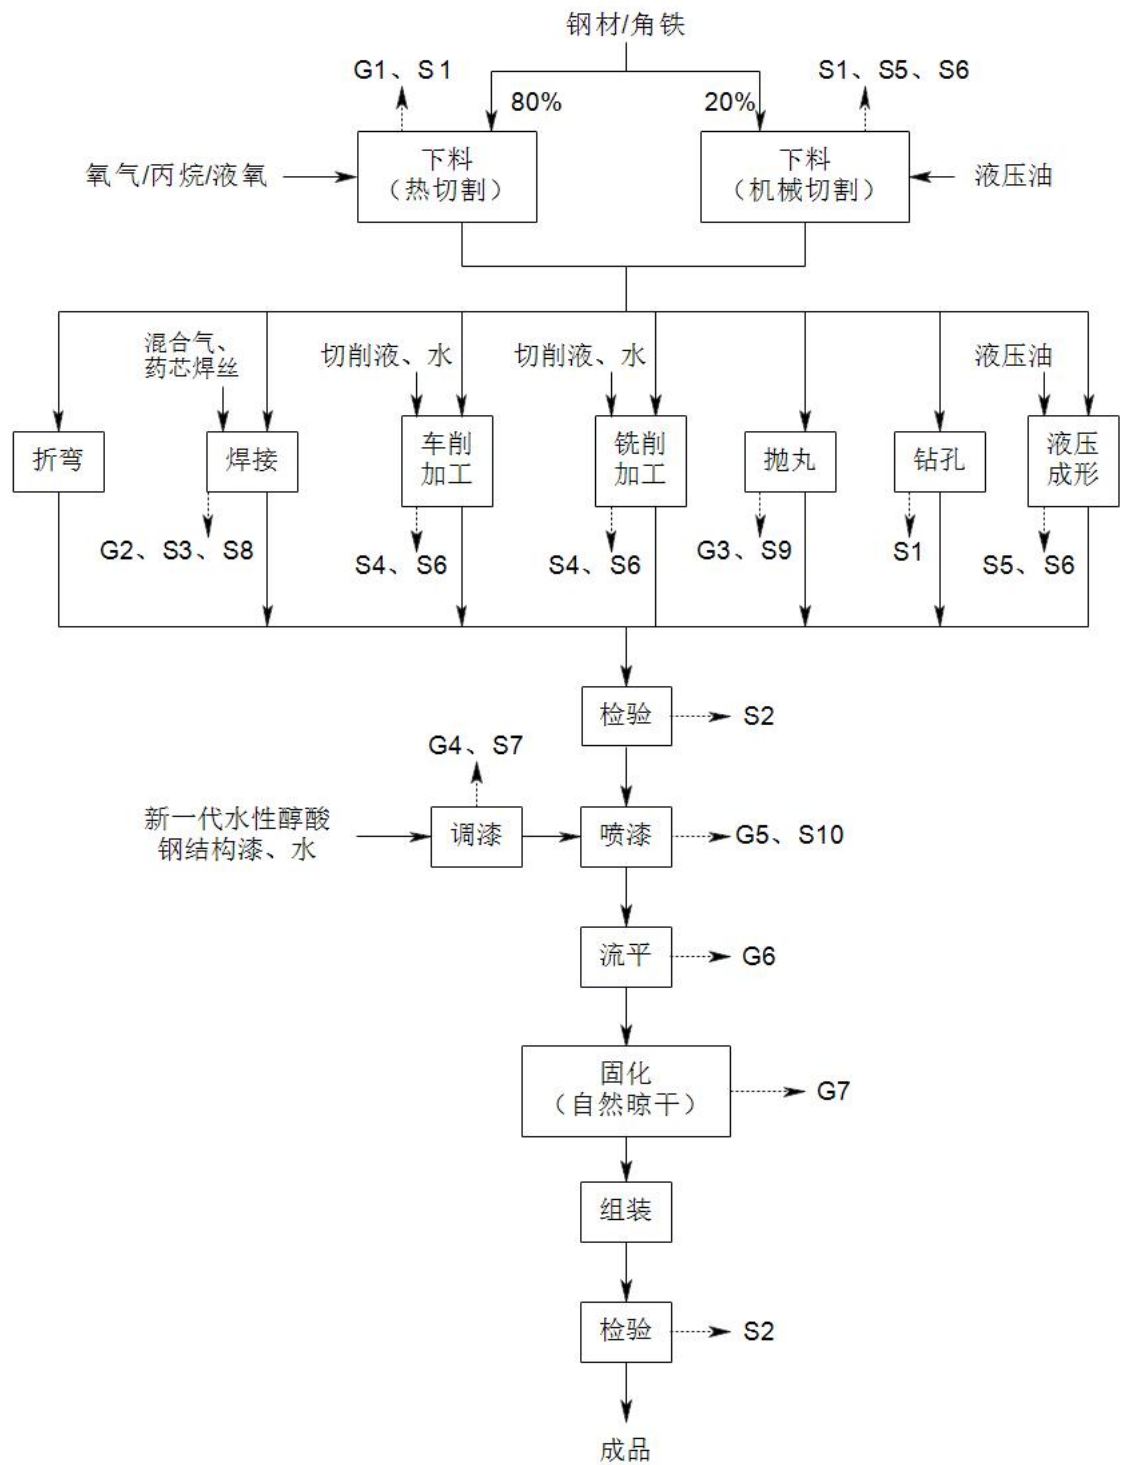 钢材/角铁
G1、S1
S1、S5、S6
80%
20%
氧气/丙烷/液氧
下料
（热切割）
下料
（机械切割）
液压油
混合气、
药芯焊丝
切削液、水
切削液、水
液压油
折弯
焊接
车削
加工
铣削
加工
抛丸
钻孔
液压
成形
G2、S3、S8
S4、S6
S4、S6
G3、S9
S1
S5、S6
检验
S2
G4、S7
新一代水性醇酸
钢结构漆、水
调漆
喷漆
G5、S10
流平
G6
固化
（自然晾干）
G7
组装
检验
S2
成品